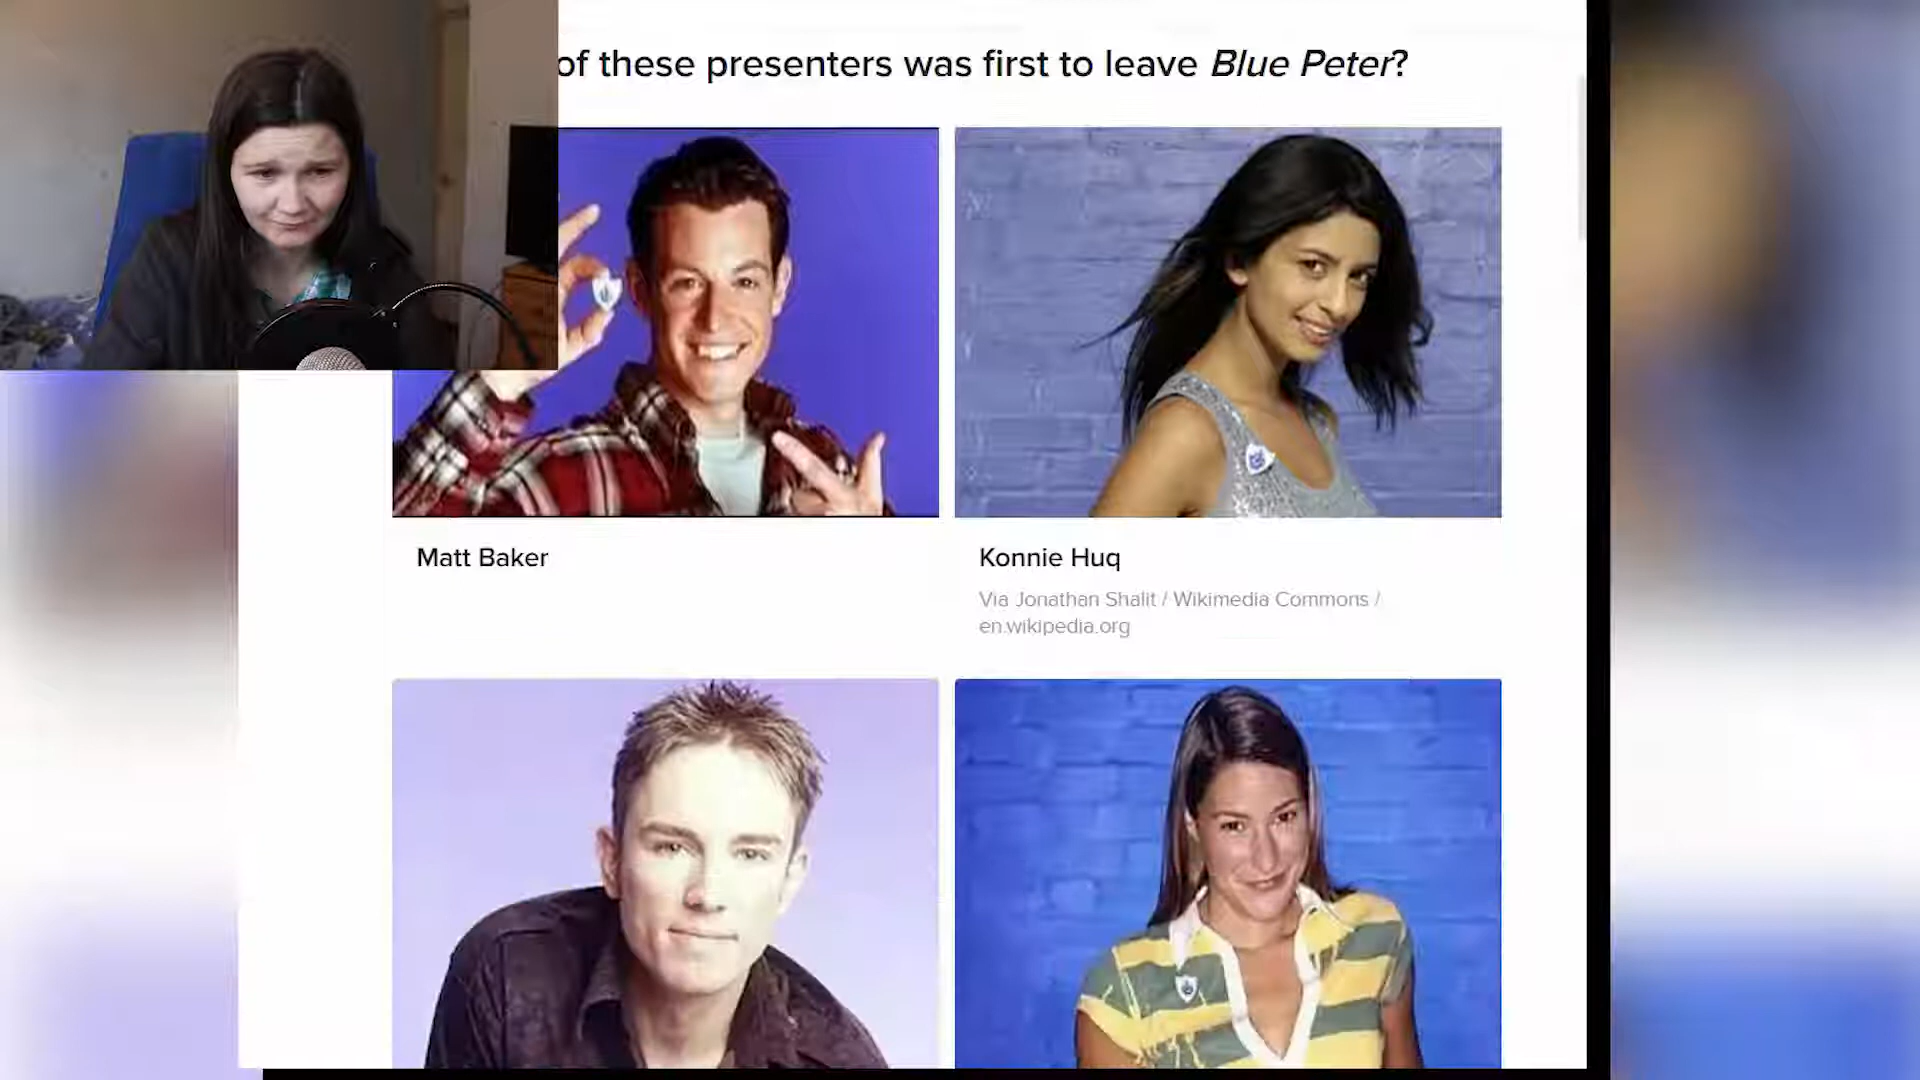 of these presenters was first to leave Blue Peter?
Matt Baker
Konnie Huq
Via Jonathan Shalit / Wikimedia Commons /
en.wikipedia.org